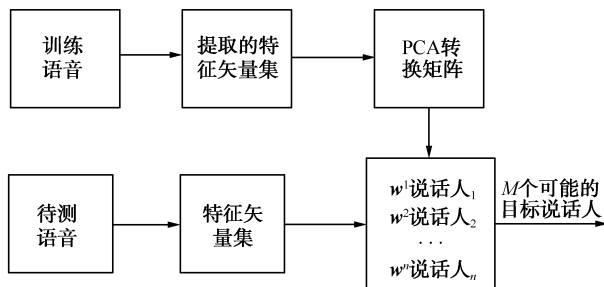 训练
语音
提取的特
征矢量集
PCA转
换矩阵
待测
语音
特征矢
量集
w¹说话人₁
w²说话人₂
···
wⁿ说话人ₙ
M个可能的
目标说话人